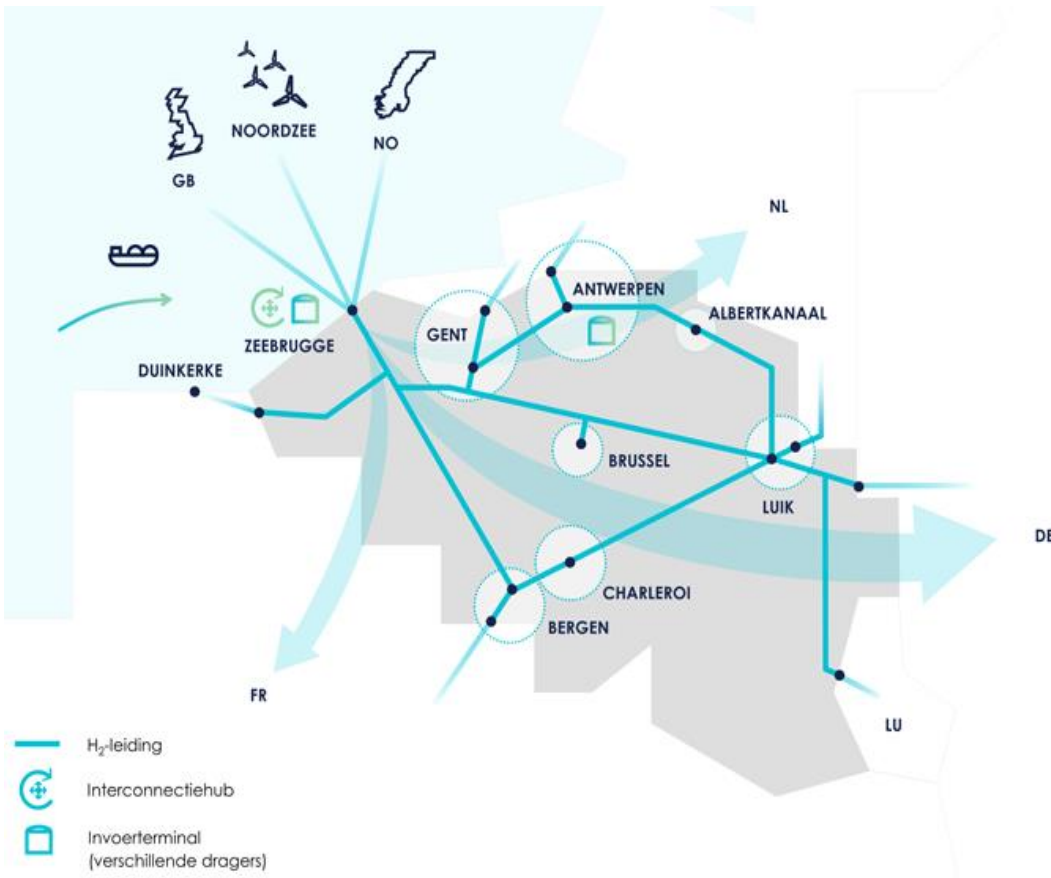 NOORDZEE
NO
GB
NL
ANTWERPEN
ALBERTKANAAL
GENT
ZEEBRUGGE
DUINKERKE
BRUSSEL
LUIK
DE
CHARLEROI
BERGEN
FR
LU
H₂-leiding
Interconnectiehub
Invoerterminal
(verschillende dragers)